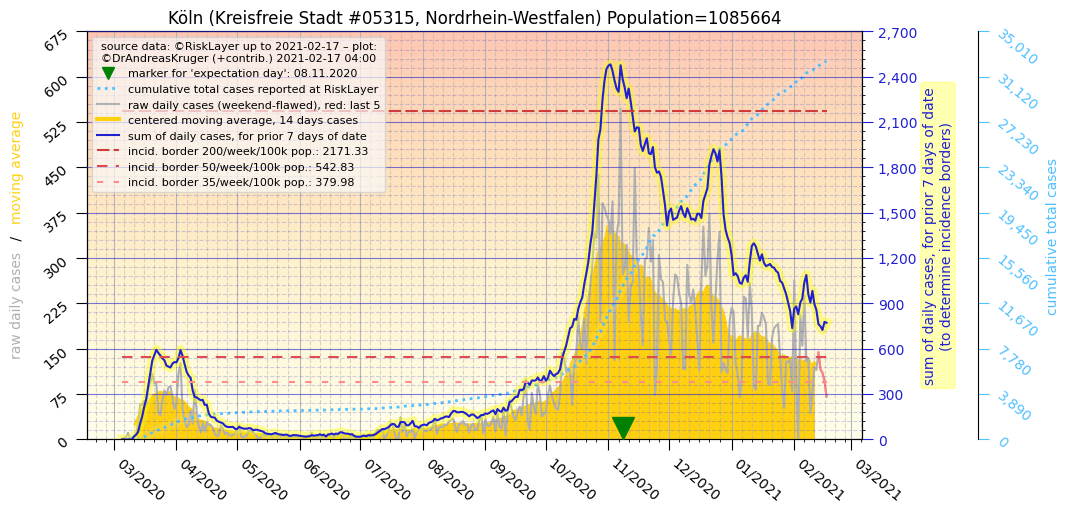 Köln (Kreisfreie Stadt #05315, Nordrhein-Westfalen) Population=1085664
source data: ©RiskLayer up to 2021-02-17 – plot:
©DrAndreasKruger (+contrib.) 2021-02-17 04:00
marker for 'expectation day': 08.11.2020
cumulative total cases reported at RiskLayer
raw daily cases (weekend-flawed), red: last 5
centered moving average, 14 days cases
sum of daily cases, for prior 7 days of date
incid. border 200/week/100k pop.: 2171.33
incid. border 50/week/100k pop.: 542.83
incid. border 35/week/100k pop.: 379.98
raw daily cases / moving average
675
600
525
450
375
300
225
150
75
0
03/2020
04/2020
05/2020
06/2020
07/2020
08/2020
09/2020
10/2020
11/2020
12/2020
01/2021
02/2021
03/2021
2,700
2,400
2,100
1,800
1,500
1,200
900
600
300
0
sum of daily cases, for prior 7 days of date
(to determine incidence borders)
35,010
31,120
27,230
23,340
19,450
15,560
11,670
7,780
3,890
0
cumulative total cases